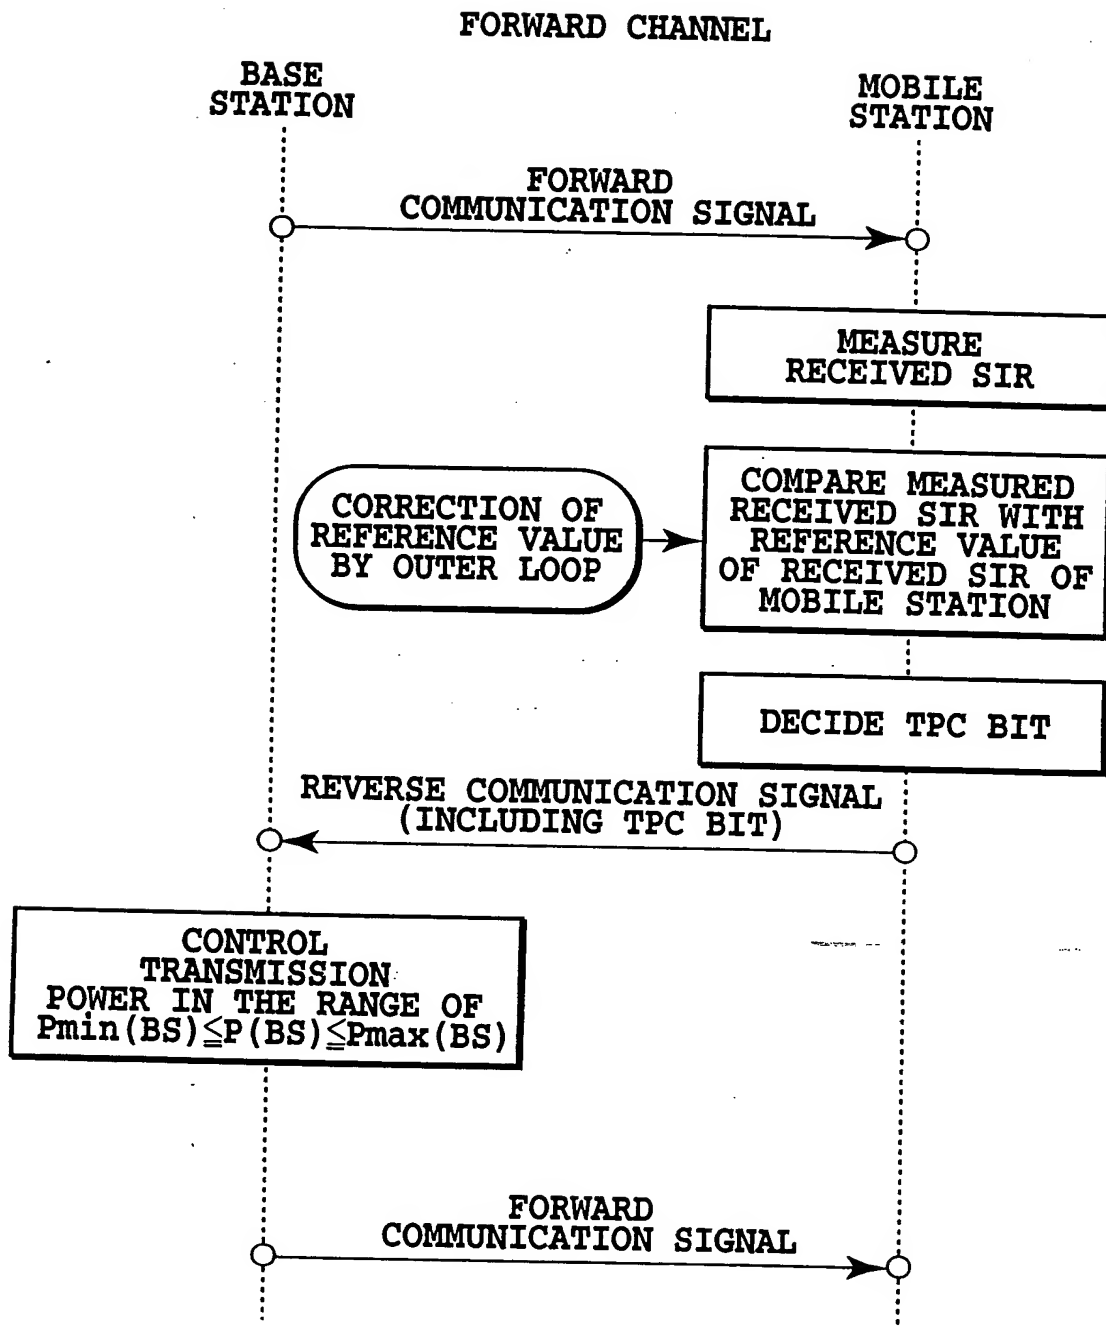 FORWARD CHANNEL
BASE
STATION
MOBILE
STATION
FORWARD
COMMUNICATION SIGNAL
MEASURE
RECEIVED SIR
CORRECTION OF
REFERENCE VALUE
BY OUTER LOOP
COMPARE MEASURED
RECEIVED SIR WITH
REFERENCE VALUE
OF RECEIVED SIR OF
MOBILE STATION
DECIDE TPC BIT
REVERSE COMMUNICATION SIGNAL
(INCLUDING TPC BIT)
CONTROL
TRANSMISSION
POWER IN THE RANGE OF
Pmin(BS)≦P(BS)≦Pmax(BS)
FORWARD
COMMUNICATION SIGNAL